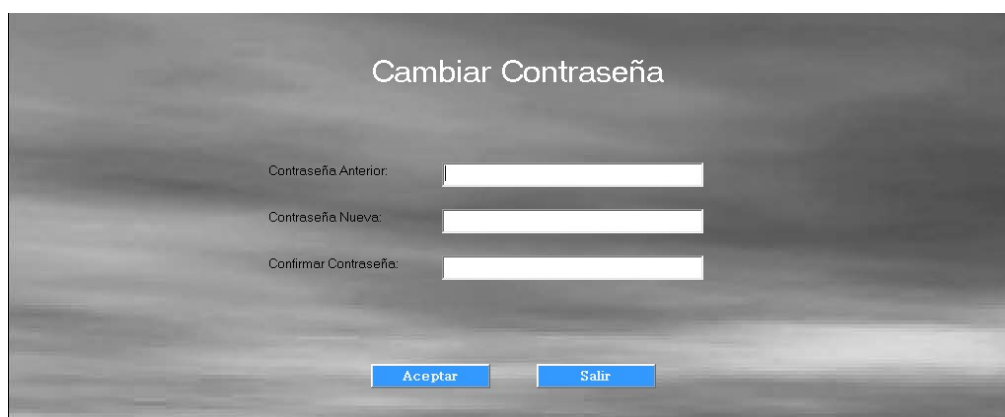 Cambiar Contraseña
Contraseña Anterior:
Contraseña Nueva:
Confirmar Contraseña:
Aceptar Salir